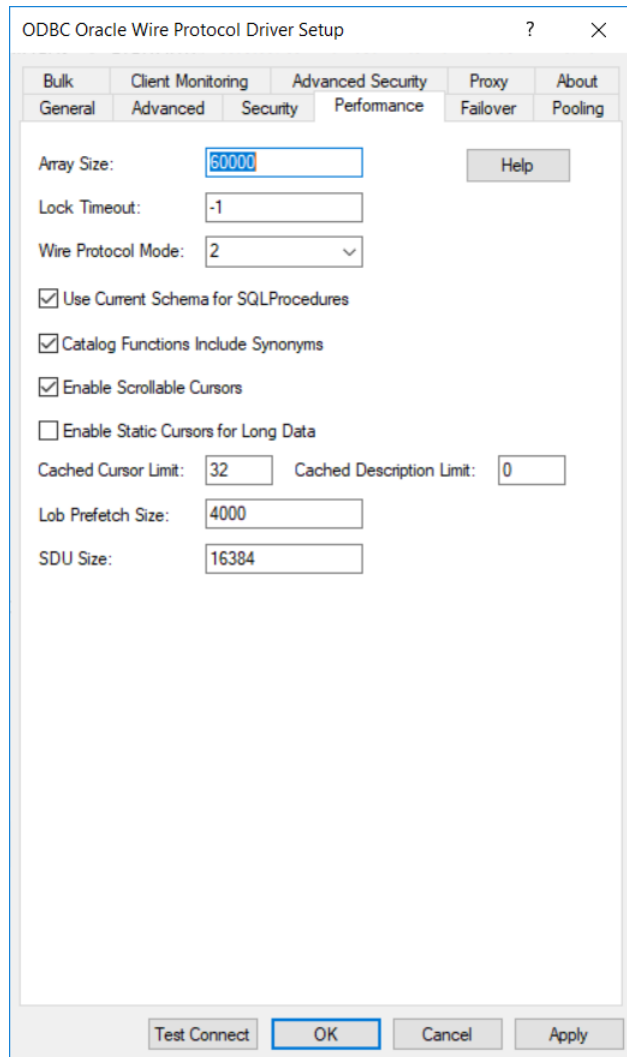 ODBC Oracle Wire Protocol Driver Setup ?
Bulk Client Monitoring Advanced Security Proxy About
General Advanced Security Performance Failover Pooling
Array Size: 60000 Help
Lock Timeout: -1
Wire Protocol Mode: 2
Use Current Schema for SQLProcedures
Catalog Functions Include Synonyms
Enable Scrollable Cursors
Enable Static Cursors for Long Data
Cached Cursor Limit: 32 Cached Description Limit: 0
Lob Prefetch Size: 4000
SDU Size: 16384
Test Connect OK Cancel Apply